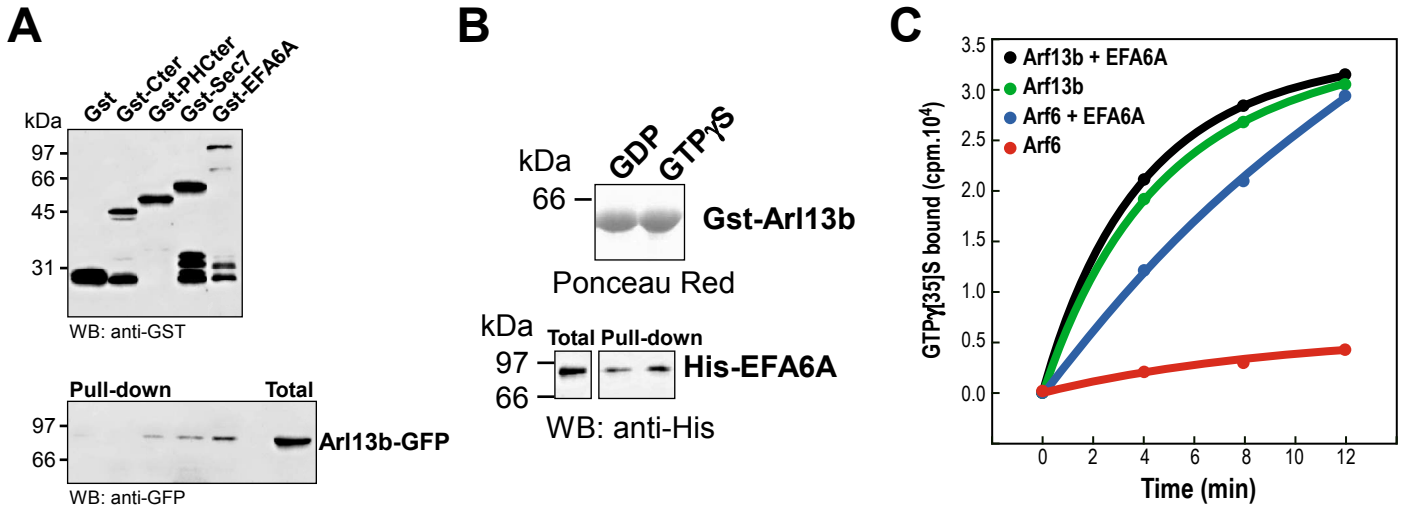 A
Gst
Gst-Cter
Gst-PHCter
Gst-Sec7
Gst-EFA6A
kDa
97
66
45
31
WB: anti-GST
Pull-down Total
97
66
Arl13b-GFP
WB: anti-GFP
B
kDa
GDP
GTPγS
66
Gst-Arl13b
Ponceau Red
kDa
Total Pull-down
97
66
His-EFA6A
WB: anti-His
C
GTPγ[35]S bound (cpm.10⁴)
3.5
3.0
2.5
2.0
1.5
1.0
0.5
0.0
Arf13b + EFA6A
Arf13b
Arf6 + EFA6A
Arf6
0 2 4 6 8 10 12
Time (min)